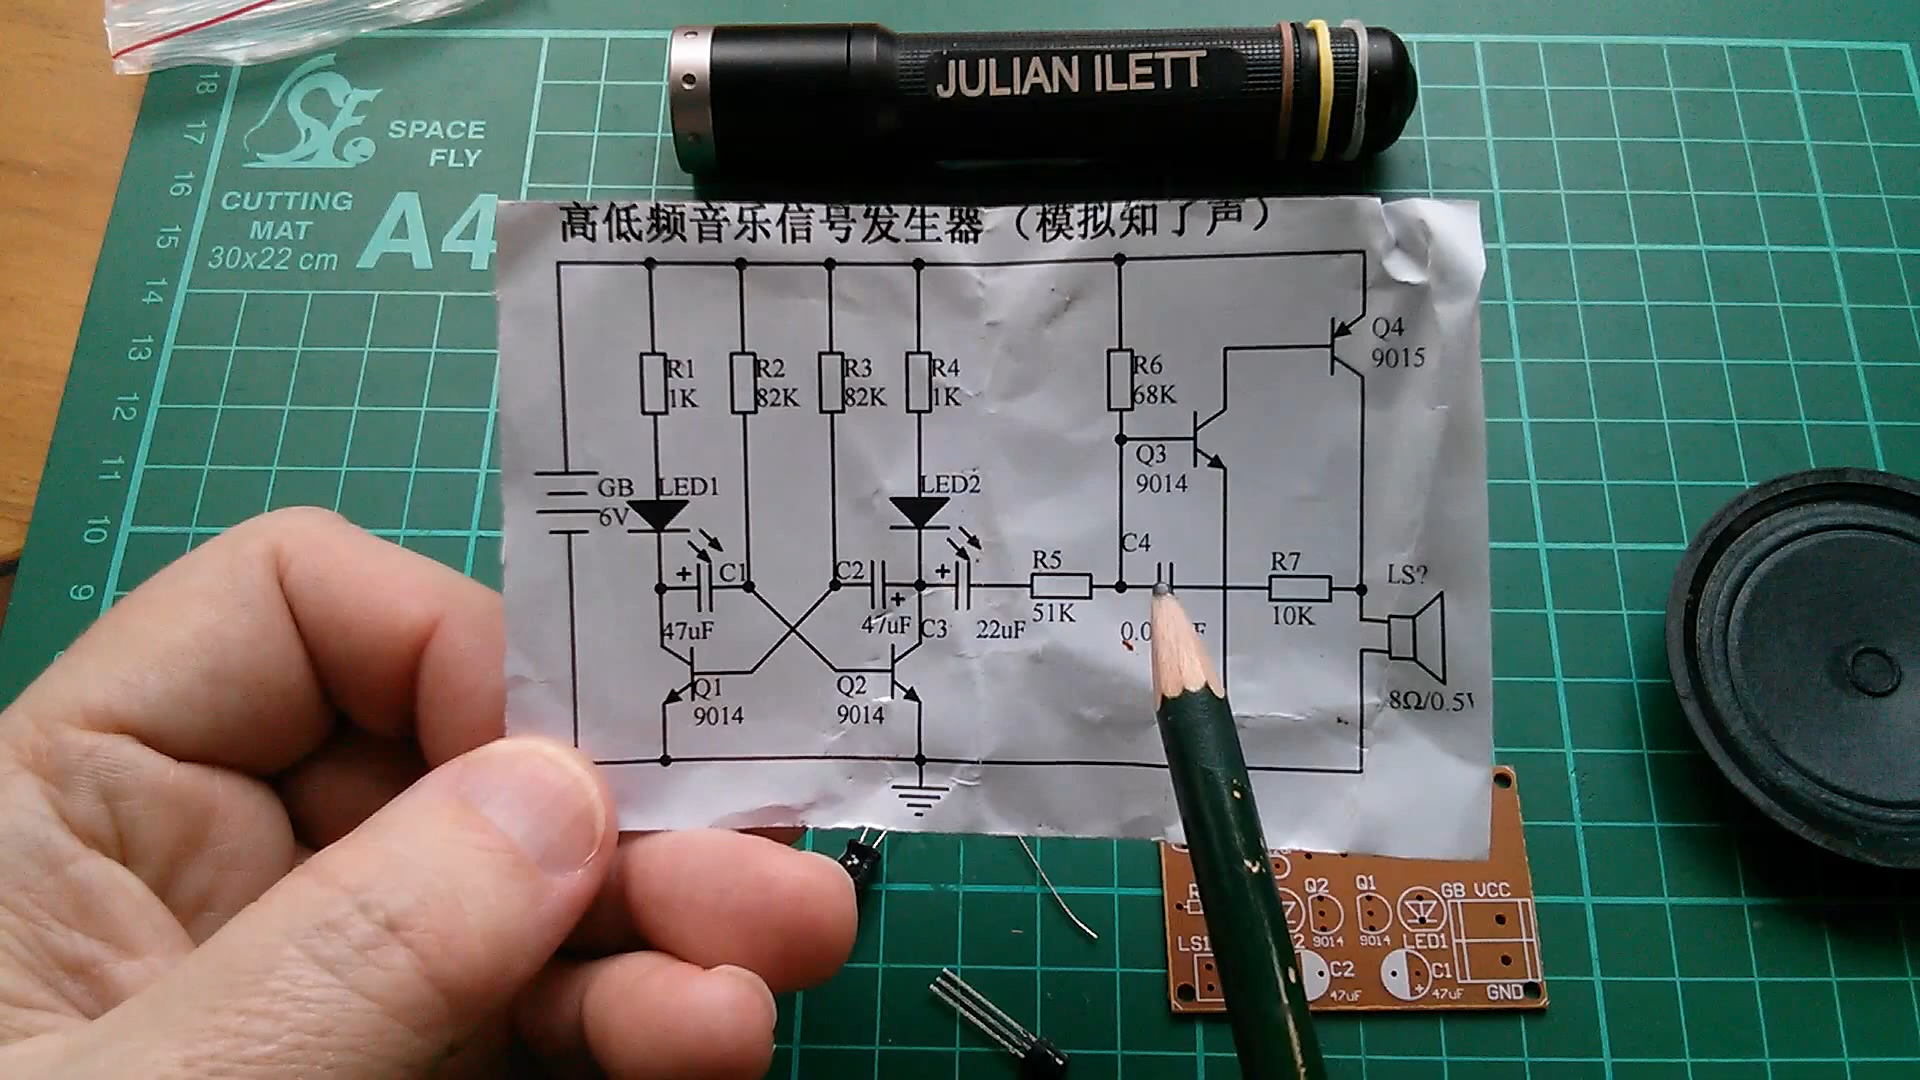 JULIAN ILETT
SPACE
FLY
CUTTING
MAT
30x22 cm
A4
18
17
16
15
14
13
12
11
10
9
高低频音乐信号发生器（模拟知了声）
Q4
9015
R1
1K
R2
82K
R3
82K
R4
1K
R6
68K
Q3
9014
GB
6V
LED1
LED2
+
C1
47uF
C2
+
47uF
+
C3
22uF
R5
51K
C4
R7
10K
LS?
8Ω/0.5
Q1
9014
Q2
9014
Q2
9014
Q1
9014
LED1
GB VCC
LS1
C2
47uF
C1
+
47uF
GND